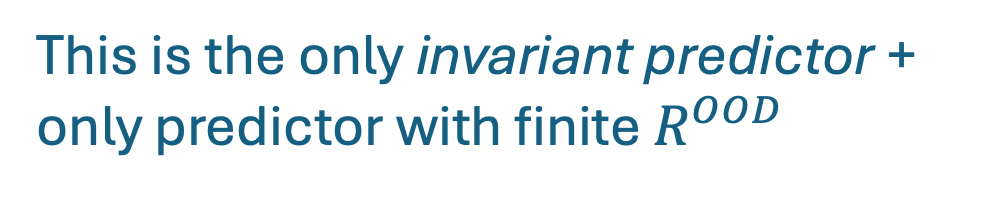 This is the only invariant predictor +
only predictor with finite R^{OOD}